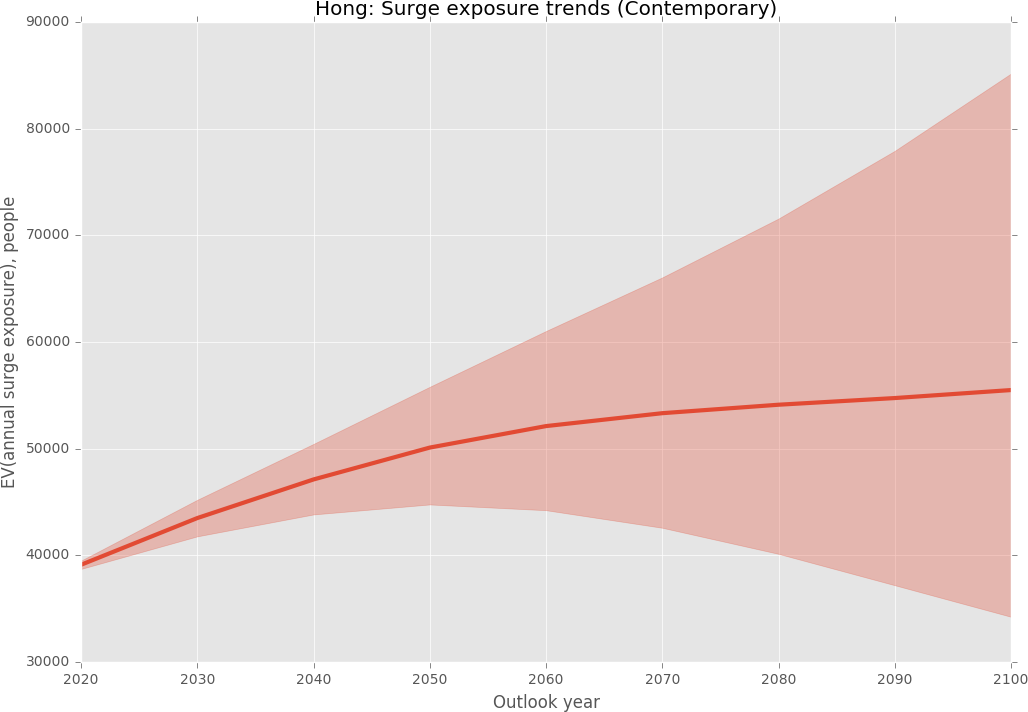 Hong: Surge exposure trends (Contemporary)
90000
80000
70000
60000
50000
40000
30000
EV(annual surge exposure), people
2020 2030 2040 2050 2060 2070 2080 2090 2100
Outlook year